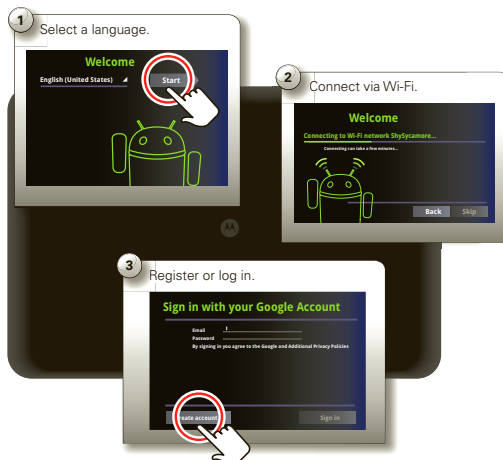 1
Select a language.
Welcome
English (United States)
Start
2
Connect via Wi-Fi.
Welcome
Connecting to Wi-Fi network ShySycamore...
Connecting can take a few minutes...
Back Skip
3
Register or log in.
Sign in with your Google Account
Email
Password
By signing in you agree to the Google and Additional Privacy Policies
Create account
Sign in